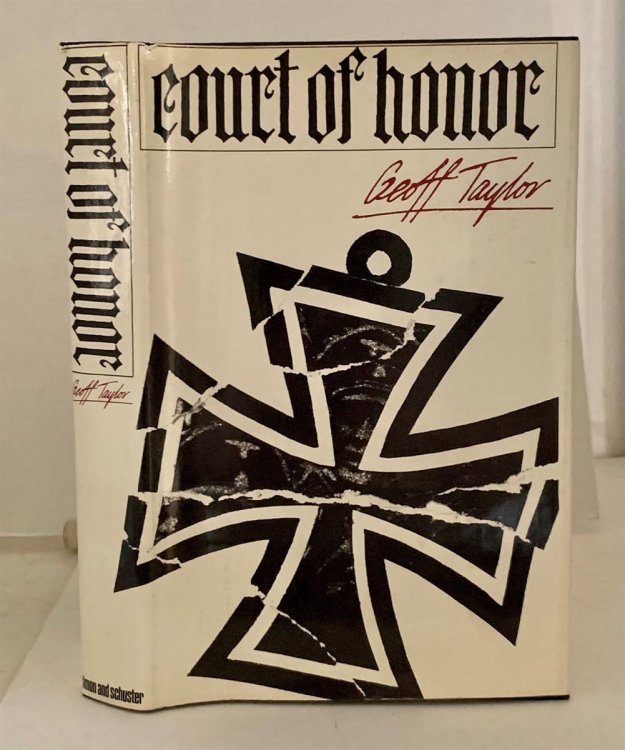 court of honor
Geoff Taylor
court of honor
Geoff Taylor
simon and schuster